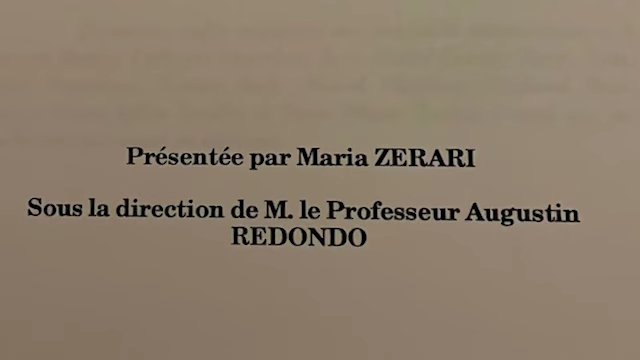 Présentée par Maria ZERARI
Sous la direction de M. le Professeur Augustin
REDONDO